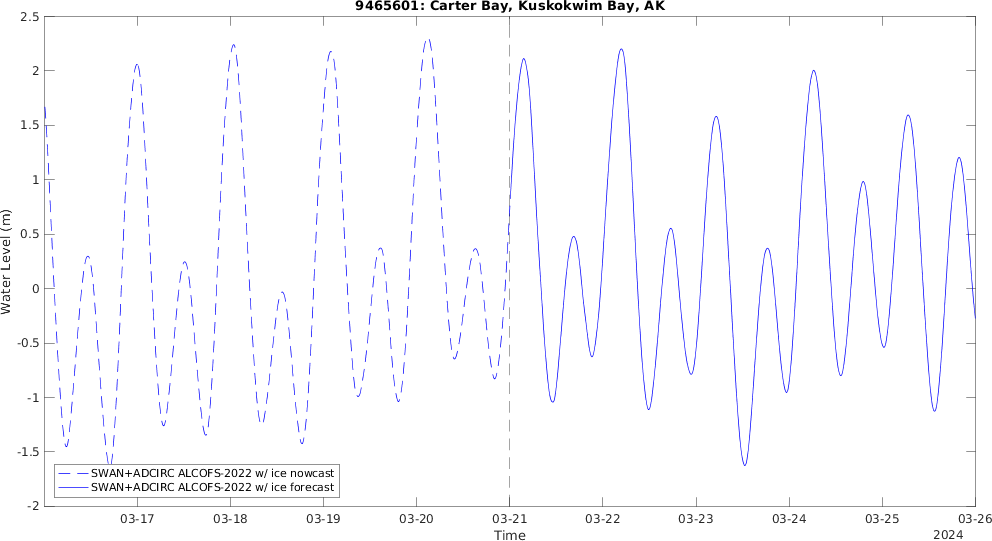 9465601: Carter Bay, Kuskokwim Bay, AK
2.5
2
1.5
1
0.5
0
-0.5
-1
-1.5
-2
Water Level (m)
SWAN+ADCIRC ALCOFS-2022 w/ ice nowcast
SWAN+ADCIRC ALCOFS-2022 w/ ice forecast
03-17 03-18 03-19 03-20 03-21 03-22 03-23 03-24 03-25 03-26
Time
2024